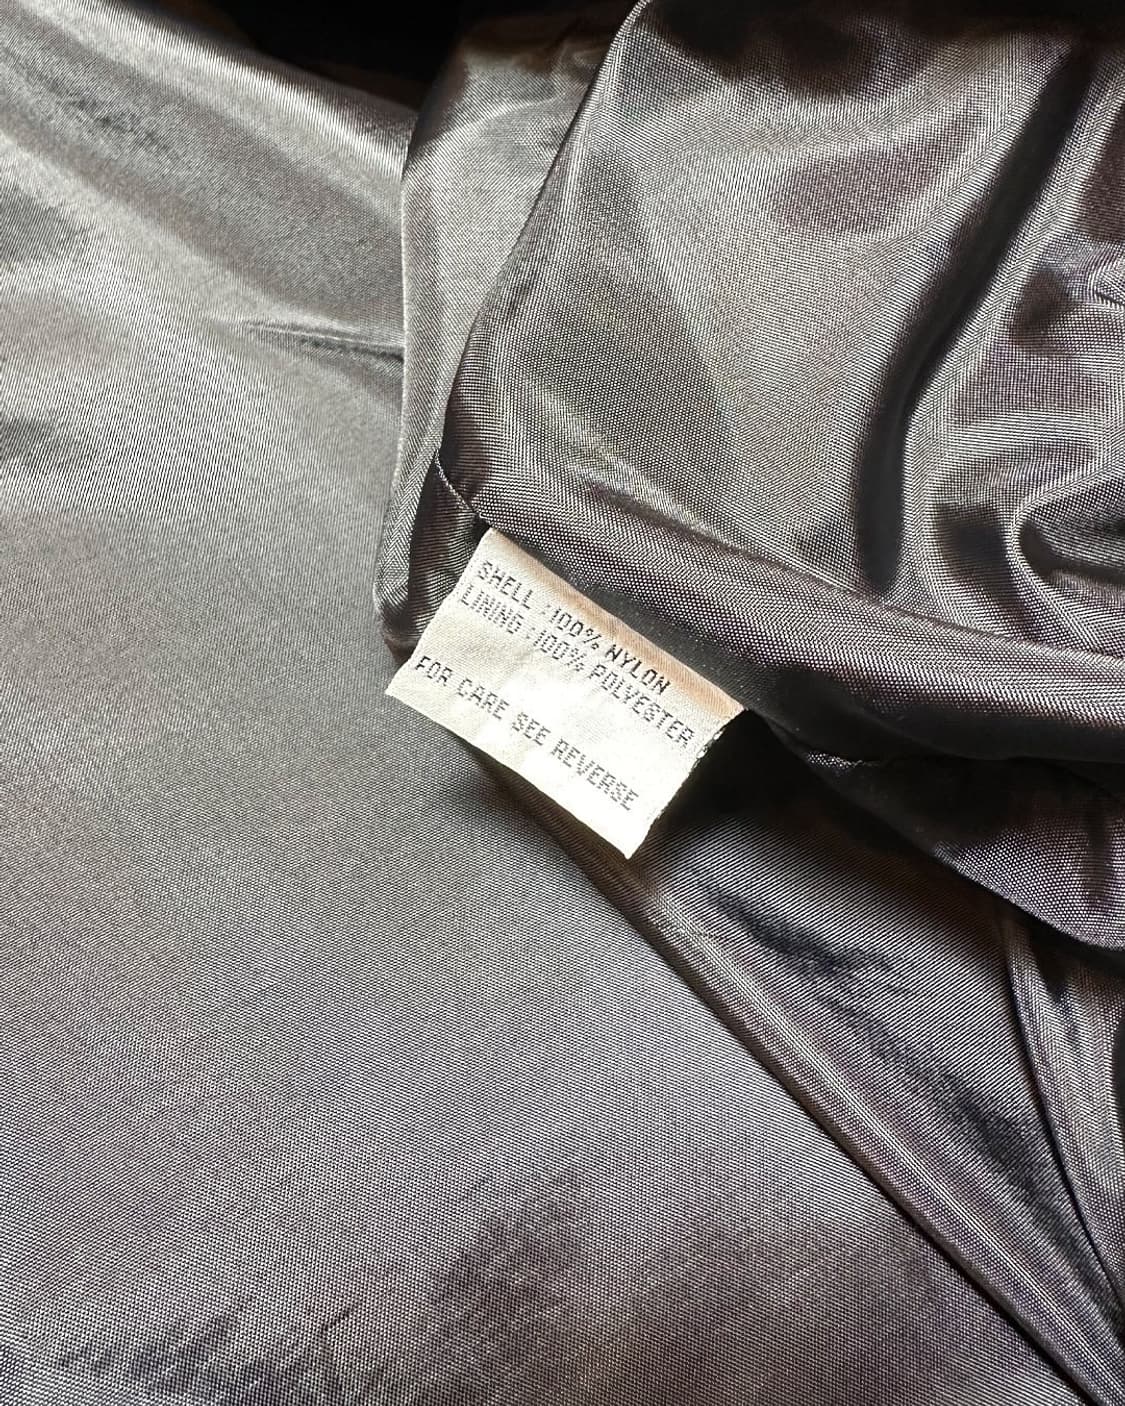 SHELL :100% NYLON
LINING :100% POLYESTER
FOR CARE SEE REVERSE